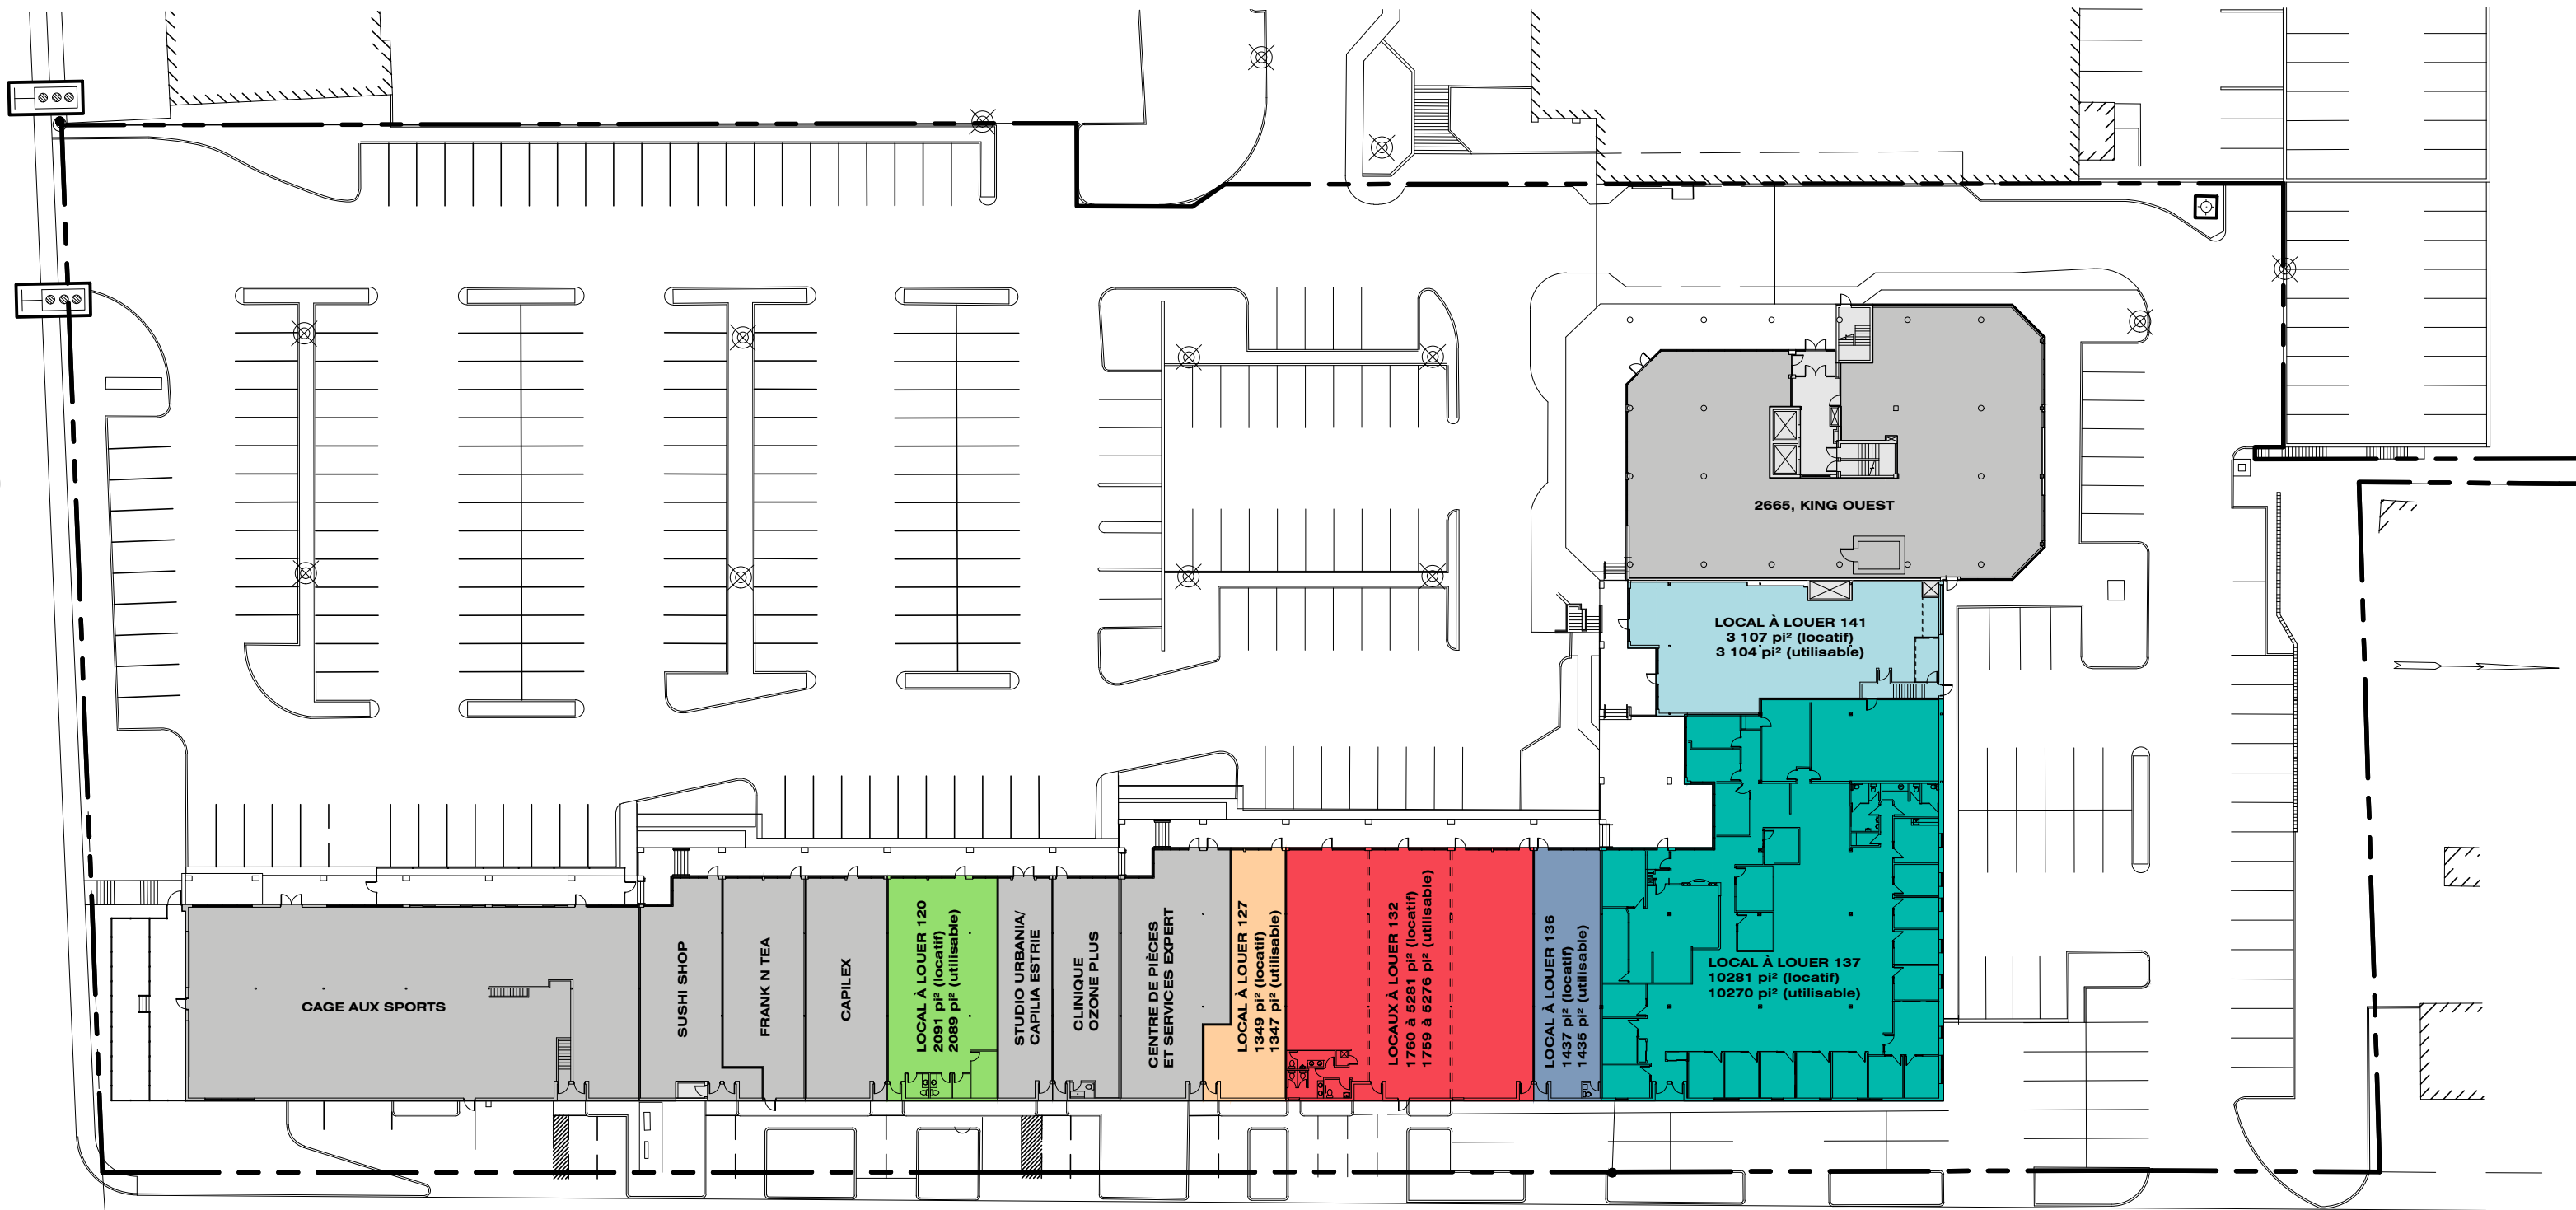 2665, KING OUEST
LOCAL À LOUER 141
3 107 pi² (locatif)
3 104 pi² (utilisable)
CAGE AUX SPORTS
SUSHI SHOP
FRANK N TEA
CAPILEX
LOCAL À LOUER 120
2091 pi² (locatif)
2089 pi² (utilisable)
STUDIO URBANIA/
CAPILIA ESTRIE
CLINIQUE
OZONE PLUS
CENTRE DE PIÈCES
ET SERVICES EXPERT
LOCAL À LOUER 127
1349 pi² (locatif)
1347 pi² (utilisable)
LOCAUX À LOUER 132
1760 à 5281 pi² (locatif)
1759 à 5276 pi² (utilisable)
LOCAL À LOUER 136
1437 pi² (locatif)
1435 pi² (utilisable)
LOCAL À LOUER 137
10281 pi² (locatif)
10270 pi² (utilisable)